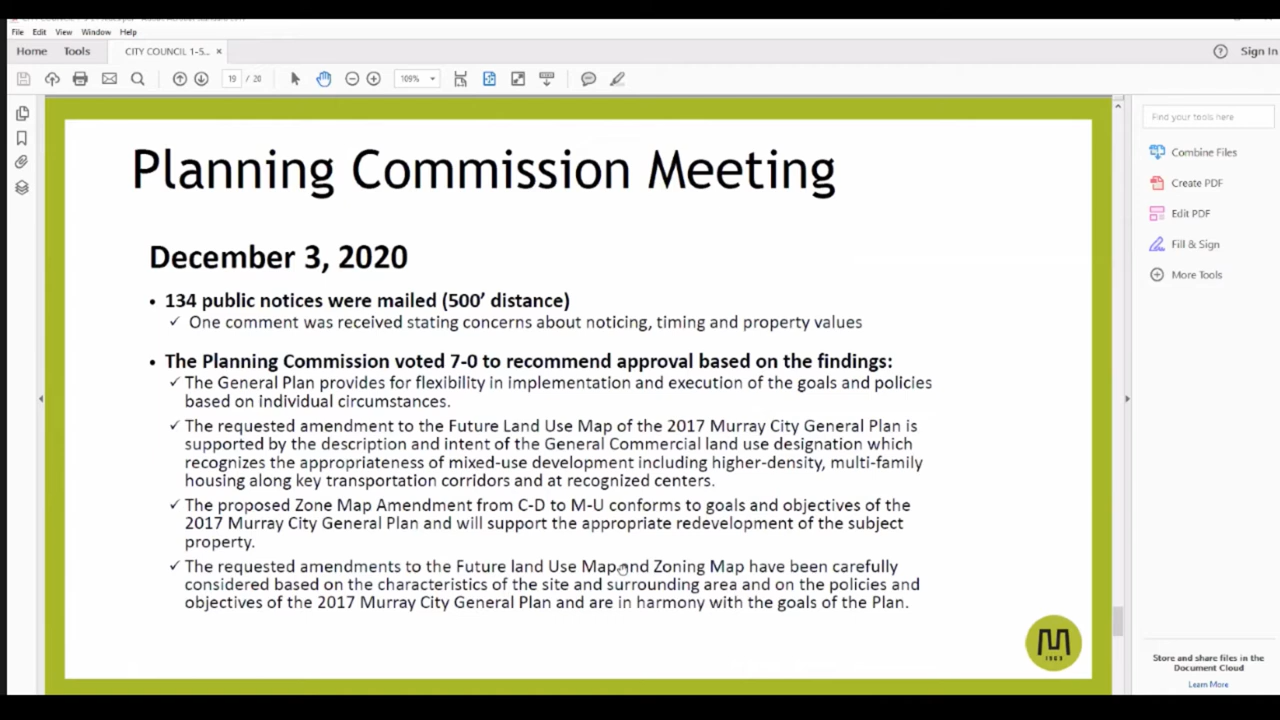 File Edit View Window Help
Home Tools CITY COUNCIL 1-5... × Sign In
19 / 20 109%
Find your tools here
Combine Files
Create PDF
Edit PDF
Fill & Sign
More Tools
Planning Commission Meeting
December 3, 2020
• 134 public notices were mailed (500’ distance)
✓ One comment was received stating concerns about noticing, timing and property values
• The Planning Commission voted 7-0 to recommend approval based on the findings:
✓ The General Plan provides for flexibility in implementation and execution of the goals and policies
based on individual circumstances.
✓ The requested amendment to the Future Land Use Map of the 2017 Murray City General Plan is
supported by the description and intent of the General Commercial land use designation which
recognizes the appropriateness of mixed-use development including higher-density, multi-family
housing along key transportation corridors and at recognized centers.
✓ The proposed Zone Map Amendment from C-D to M-U conforms to goals and objectives of the
2017 Murray City General Plan and will support the appropriate redevelopment of the subject
property.
✓ The requested amendments to the Future land Use Map and Zoning Map have been carefully
considered based on the characteristics of the site and surrounding area and on the policies and
objectives of the 2017 Murray City General Plan and are in harmony with the goals of the Plan.
M
1903
Store and share files in the
Document Cloud
Learn More